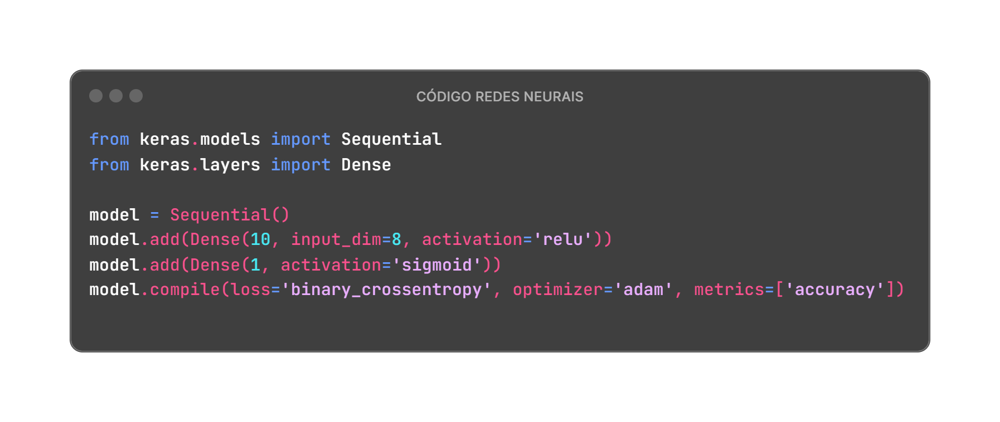 CÓDIGO REDES NEURAIS
from keras.models import Sequential
from keras.layers import Dense
model = Sequential()
model.add(Dense(10, input_dim=8, activation='relu'))
model.add(Dense(1, activation='sigmoid'))
model.compile(loss='binary_crossentropy', optimizer='adam', metrics=['accuracy'])